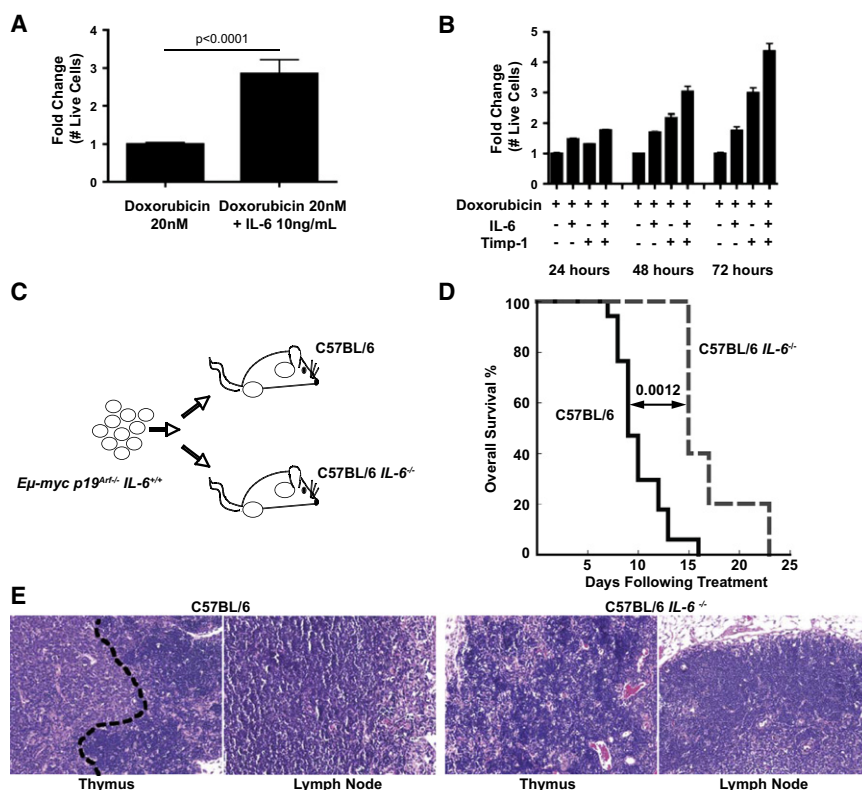 A
p<0.0001
Fold Change
(# Live Cells)
4
3
2
1
0
Doxorubicin
20nM
Doxorubicin 20nM
+ IL-6 10ng/mL
B
Fold Change
(# Live Cells)
5
4
3
2
1
0
Doxorubicin + + + + + + + + + + + +
IL-6 - + - + - + - + - + - +
Timp-1 - - + + - - + + - - + +
24 hours 48 hours 72 hours
C
C57BL/6
Eμ-myc p19Arf-/- IL-6+/+
C57BL/6 IL-6-/-
D
Overall Survival %
100
80
60
40
20
0
C57BL/6 IL-6-/-
0.0012
C57BL/6
5 10 15 20 25
Days Following Treatment
E
C57BL/6
C57BL/6 IL-6 -/-
Thymus
Lymph Node
Thymus
Lymph Node